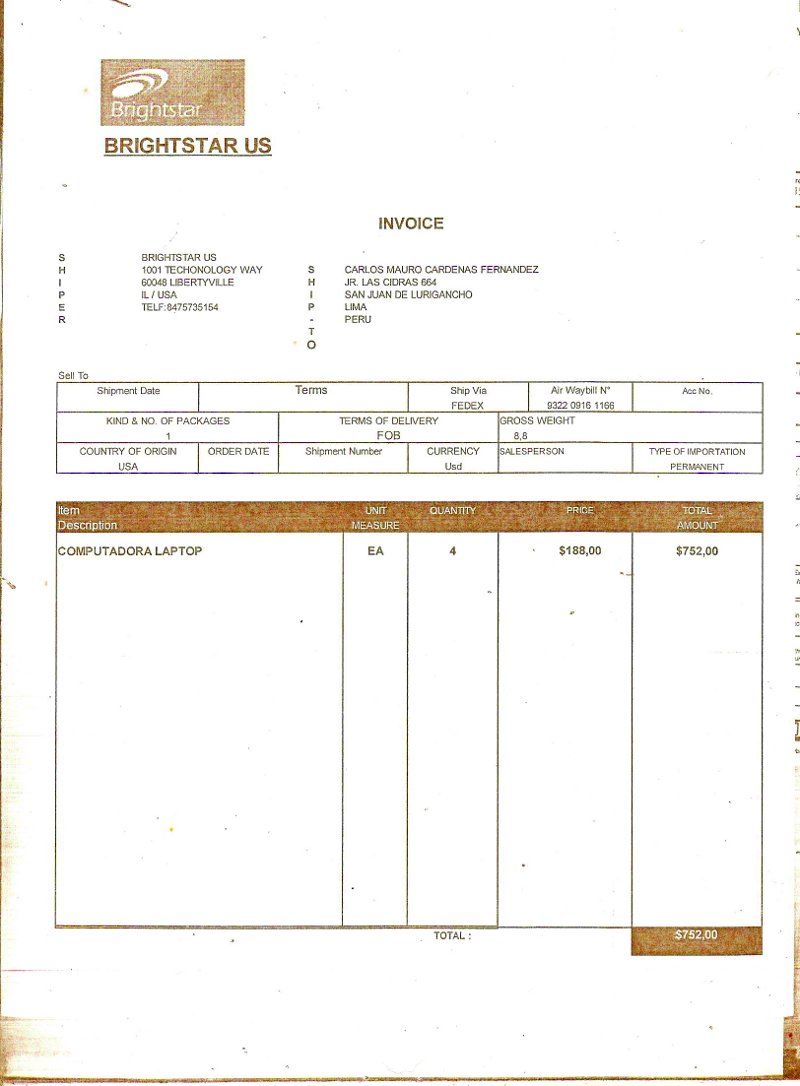 Brightstar
BRIGHTSTAR US
INVOICE
SHIPER
BRIGHTSTAR US
1001 TECHONOLOGY WAY
60048 LIBERTYVILLE
IL / USA
TELF:8475735154
SHIP-TO
CARLOS MAURO CARDENAS FERNANDEZ
JR. LAS CIDRAS 664
SAN JUAN DE LURIGANCHO
LIMA
PERU
Sell To
Shipment Date Terms Ship Via Air Waybill N° Acc No.
FEDEX 9322 0916 1166
KIND & NO. OF PACKAGES TERMS OF DELIVERY GROSS WEIGHT
1 FOB 8,8
COUNTRY OF ORIGIN ORDER DATE Shipment Number CURRENCY SALESPERSON TYPE OF IMPORTATION
USA Usd PERMANENT
Item UNIT QUANTITY PRICE TOTAL
Description MEASURE AMOUNT
COMPUTADORA LAPTOP EA 4 $188,00 $752,00
TOTAL : $752,00